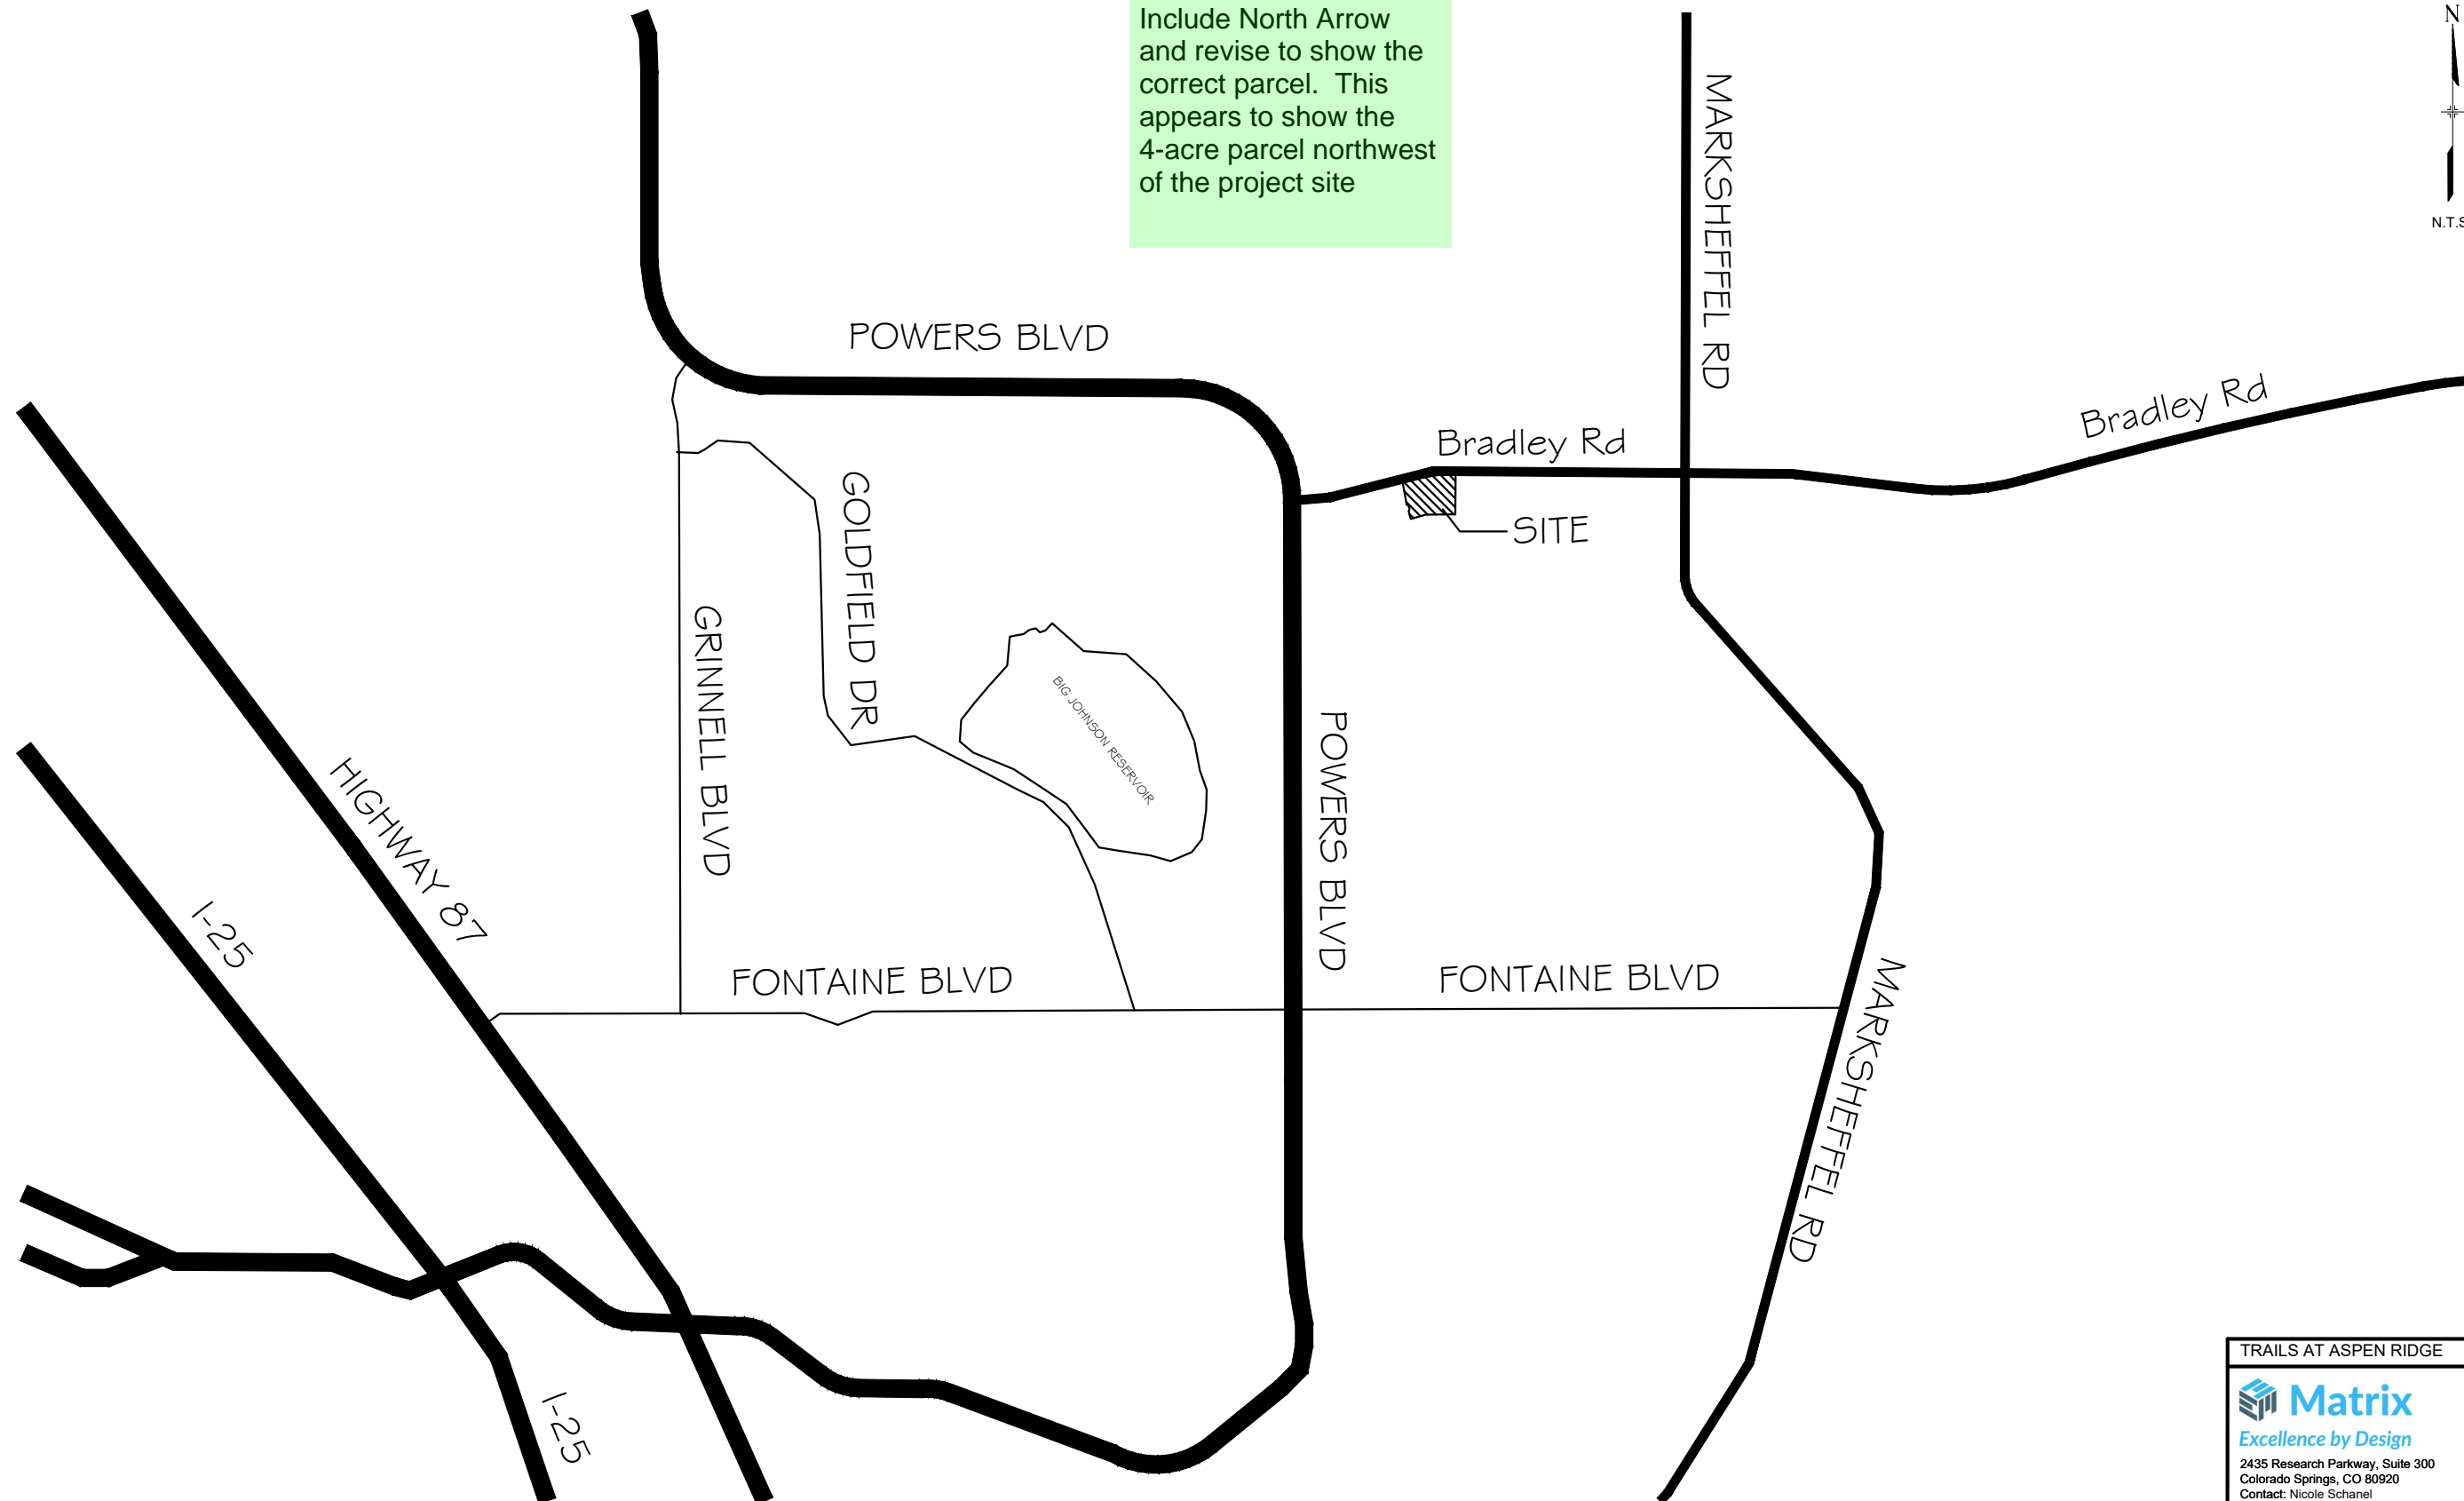 Include North Arrow
and revise to show the
correct parcel. This
appears to show the
4-acre parcel northwest
of the project site
N
N.T.S
MARKSHEFFEL RD
POWERS BLVD
Bradley Rd
Bradley Rd
SITE
GOLDFIELD DR
GRINNELL BLVD
BIG JOHNSON RESERVOIR
POWERS BLVD
HIGHWAY 87
I-25
FONTAINE BLVD
FONTAINE BLVD
MARKSHEFFEL RD
I-25
TRAILS AT ASPEN RIDGE
Matrix
Excellence by Design
2435 Research Parkway, Suite 300
Colorado Springs, CO 80920
Contact: Nicole Schanel